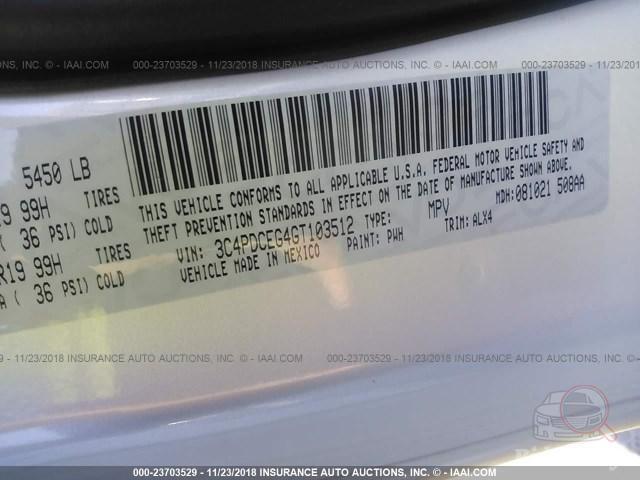 INSURANCE AUTO AUCTIONS, INC. - © IAAI.COM
000-23703529 - 11/23/2018 INSURANCE AUTO AUCTIONS, INC. - © IAAI.COM
000-23703529 - 11/23/2018
5450 LB
19 99H TIRES
( 36 PSI) COLD
R19 99H TIRES
A ( 36 PSI) COLD
THIS VEHICLE CONFORMS TO ALL APPLICABLE U.S.A. FEDERAL MOTOR VEHICLE SAFETY AND
THEFT PREVENTION STANDARDS IN EFFECT ON THE DATE OF MANUFACTURE SHOWN ABOVE.
VIN: 3C4PDCEG4GT103512 TYPE: MPV MDH:081021 508AA
VEHICLE MADE IN MEXICO PAINT: PWH TRIM: ALX4
11/23/2018 INSURANCE AUTO AUCTIONS, INC. - © IAAI.COM
000-23703529 - 11/23/2018 INSURANCE AUTO AUCTIONS, INC. - © IAAI.COM
000-23703529 - 11/23/2018 INSURANCE AUTO AUCTIONS, INC. - © IAAI.COM